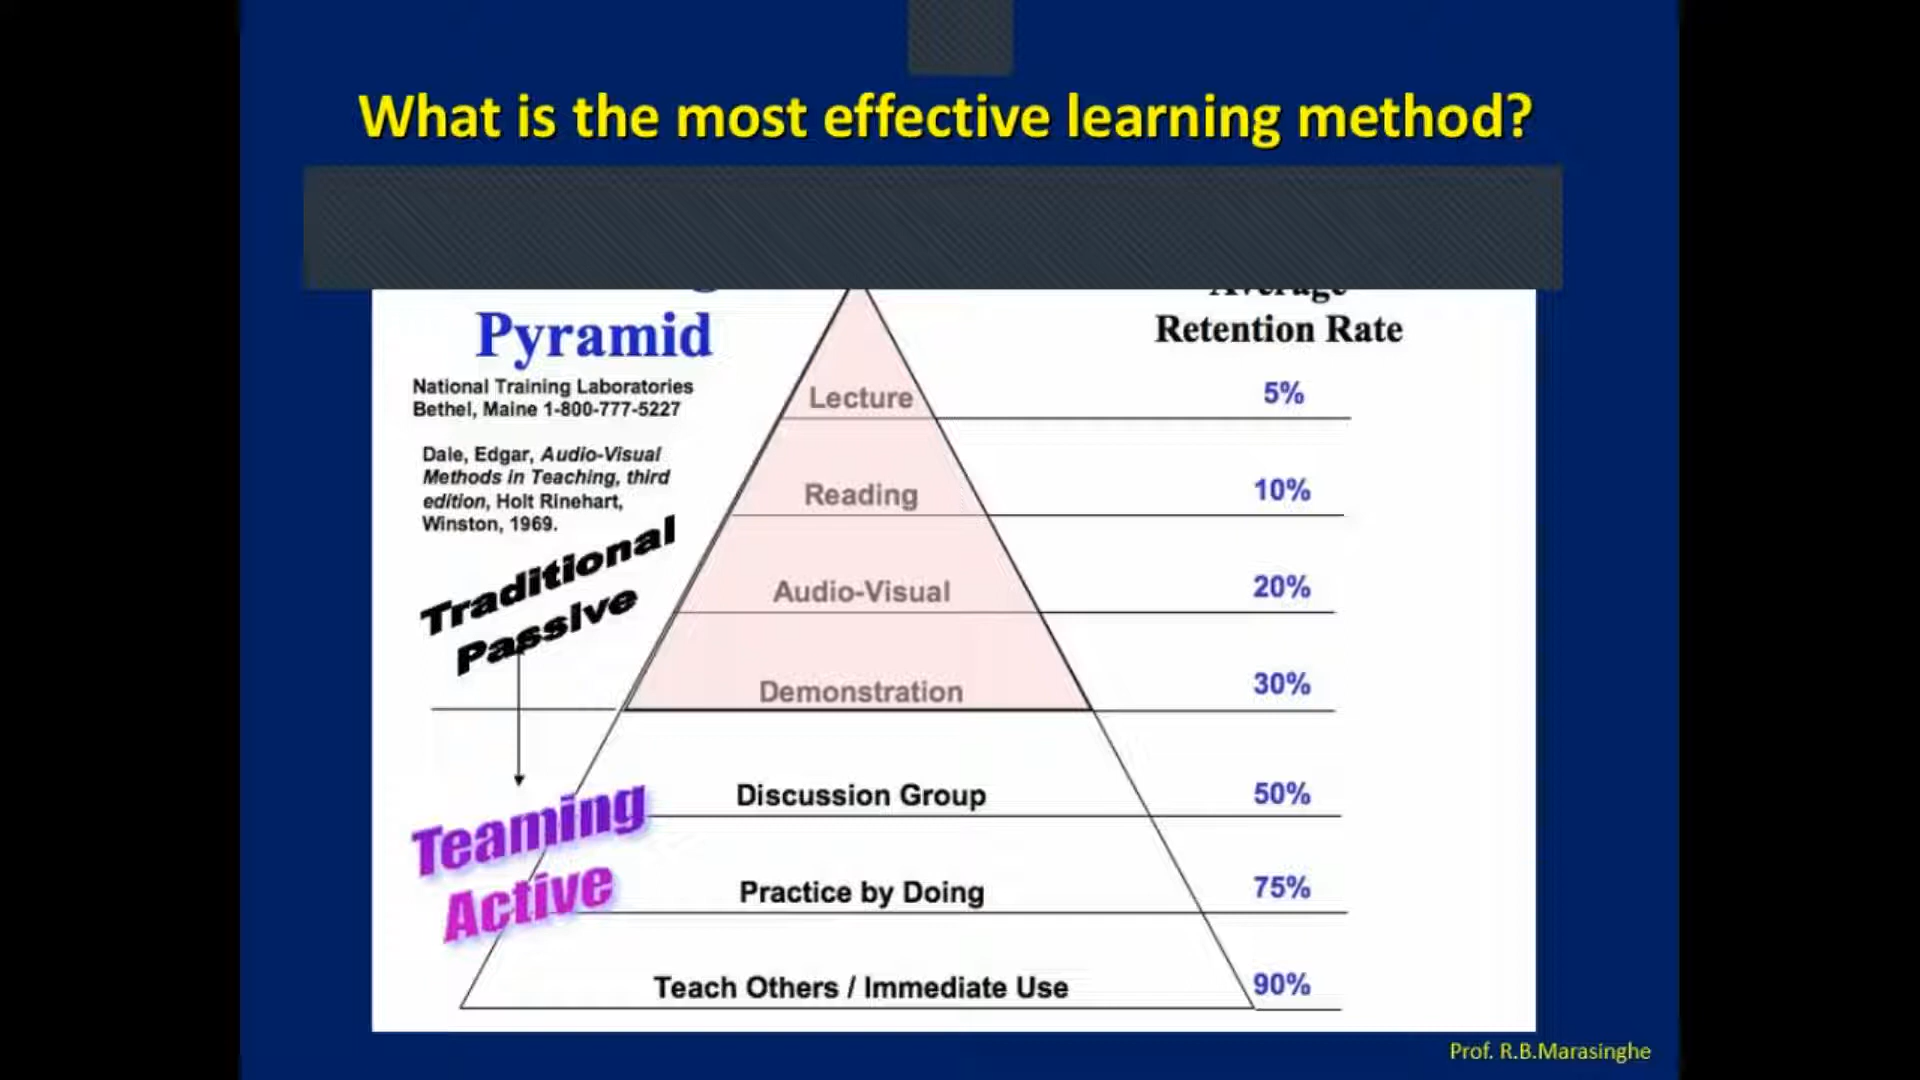 What is the most effective learning method?
Average
Pyramid
Retention Rate
National Training Laboratories
Bethel, Maine 1-800-777-5227
Dale, Edgar, Audio-Visual
Methods in Teaching, third
edition, Holt Rinehart,
Winston, 1969.
Traditional
Passive
Teaming
Active
Lecture 5%
Reading 10%
Audio-Visual 20%
Demonstration 30%
Discussion Group 50%
Practice by Doing 75%
Teach Others / Immediate Use 90%
Prof. R.B.Marasinghe